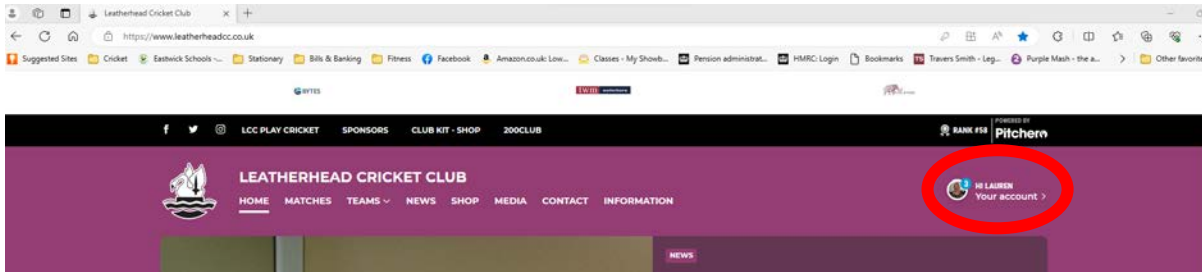 Leatherhead Cricket Club
https://www.leatherheadcc.co.uk
Suggested Sites Cricket Eastwick Schools -... Stationary Bills & Banking Fitness Facebook Amazon.co.uk: Low... Classes - My Showb... Pension administrat... HMRC: Login Bookmarks Travers Smith - Leg... Purple Mash - the a... Other favorite
BYTES
LCC PLAY CRICKET SPONSORS CLUB KIT - SHOP 200CLUB RANK #58 POWERED BY Pitchero
LEATHERHEAD CRICKET CLUB
HI LAUREN
HOME MATCHES TEAMS NEWS SHOP MEDIA CONTACT INFORMATION Your account >
NEWS